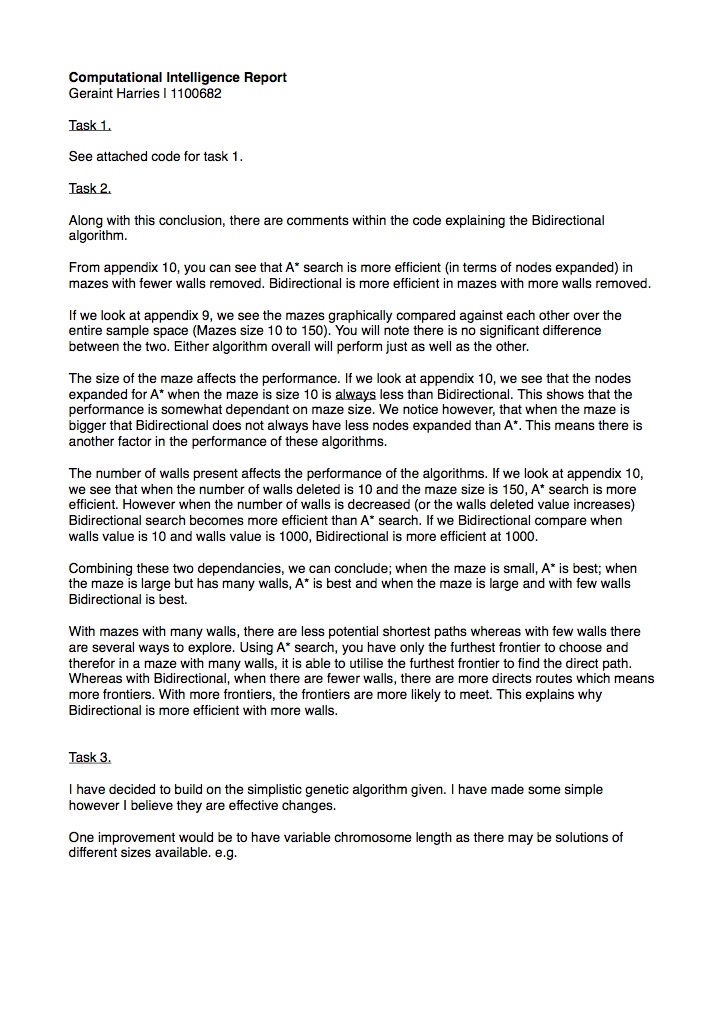 Computational Intelligence Report
Geraint Harries | 1100682
Task 1.
See attached code for task 1.
Task 2.
Along with this conclusion, there are comments within the code explaining the Bidirectional
algorithm.
From appendix 10, you can see that A* search is more efficient (in terms of nodes expanded) in
mazes with fewer walls removed. Bidirectional is more efficient in mazes with more walls removed.
If we look at appendix 9, we see the mazes graphically compared against each other over the
entire sample space (Mazes size 10 to 150). You will note there is no significant difference
between the two. Either algorithm overall will perform just as well as the other.
The size of the maze affects the performance. If we look at appendix 10, we see that the nodes
expanded for A* when the maze is size 10 is always less than Bidirectional. This shows that the
performance is somewhat dependant on maze size. We notice however, that when the maze is
bigger that Bidirectional does not always have less nodes expanded than A*. This means there is
another factor in the performance of these algorithms.
The number of walls present affects the performance of the algorithms. If we look at appendix 10,
we see that when the number of walls deleted is 10 and the maze size is 150, A* search is more
efficient. However when the number of walls is decreased (or the walls deleted value increases)
Bidirectional search becomes more efficient than A* search. If we Bidirectional compare when
walls value is 10 and walls value is 1000, Bidirectional is more efficient at 1000.
Combining these two dependancies, we can conclude; when the maze is small, A* is best; when
the maze is large but has many walls, A* is best and when the maze is large and with few walls
Bidirectional is best.
With mazes with many walls, there are less potential shortest paths whereas with few walls there
are several ways to explore. Using A* search, you have only the furthest frontier to choose and
therefor in a maze with many walls, it is able to utilise the furthest frontier to find the direct path.
Whereas with Bidirectional, when there are fewer walls, there are more directs routes which means
more frontiers. With more frontiers, the frontiers are more likely to meet. This explains why
Bidirectional is more efficient with more walls.
Task 3.
I have decided to build on the simplistic genetic algorithm given. I have made some simple
however I believe they are effective changes.
One improvement would be to have variable chromosome length as there may be solutions of
different sizes available. e.g.